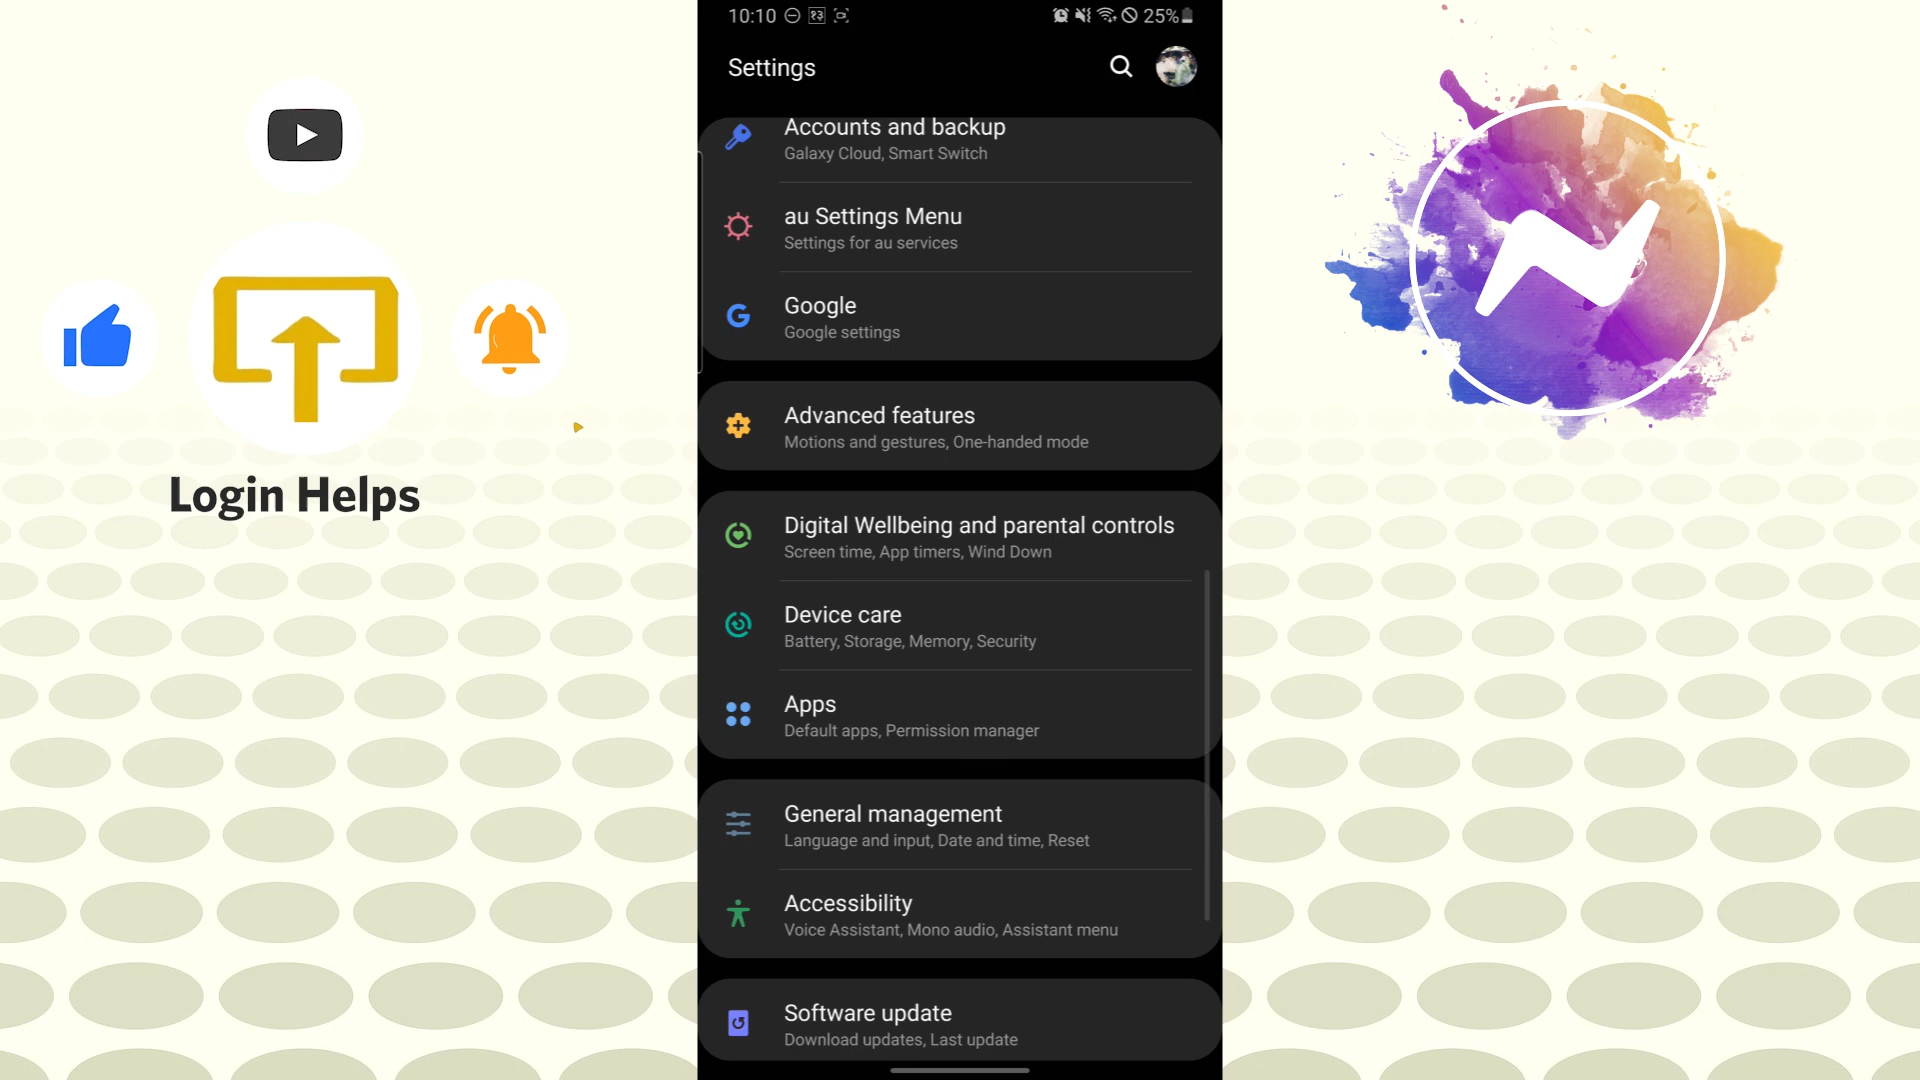 10:10
25%
Settings
Accounts and backup
Galaxy Cloud, Smart Switch
au Settings Menu
Settings for au services
Google
Google settings
Advanced features
Motions and gestures, One-handed mode
Digital Wellbeing and parental controls
Screen time, App timers, Wind Down
Device care
Battery, Storage, Memory, Security
Apps
Default apps, Permission manager
General management
Language and input, Date and time, Reset
Accessibility
Voice Assistant, Mono audio, Assistant menu
Software update
Download updates, Last update
Login Helps